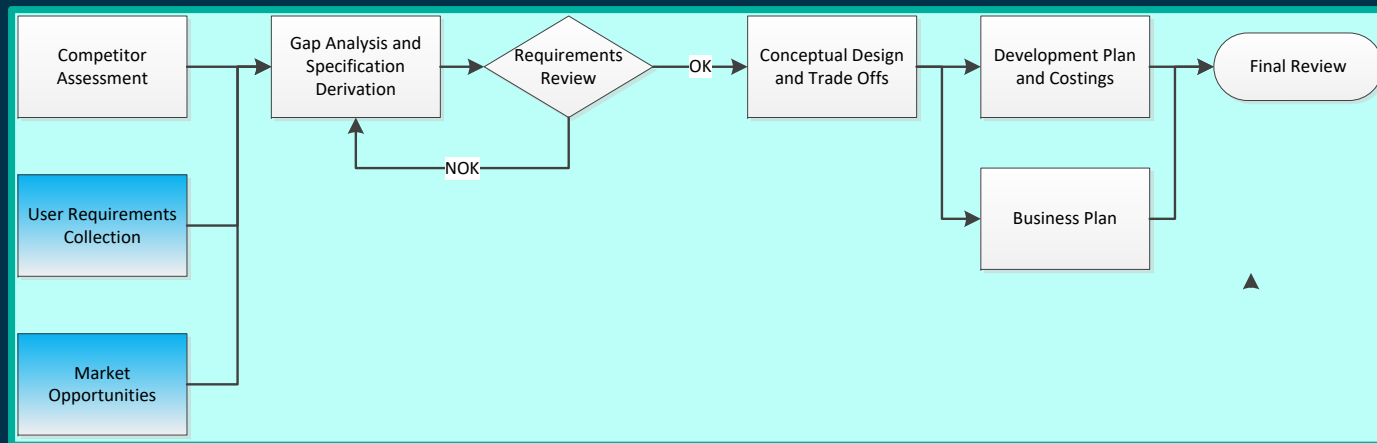 Competitor
Assessment
Gap Analysis and
Specification
Derivation
Requirements
Review
OK
Conceptual Design
and Trade Offs
Development Plan
and Costings
Final Review
NOK
User Requirements
Collection
Business Plan
Market
Opportunities